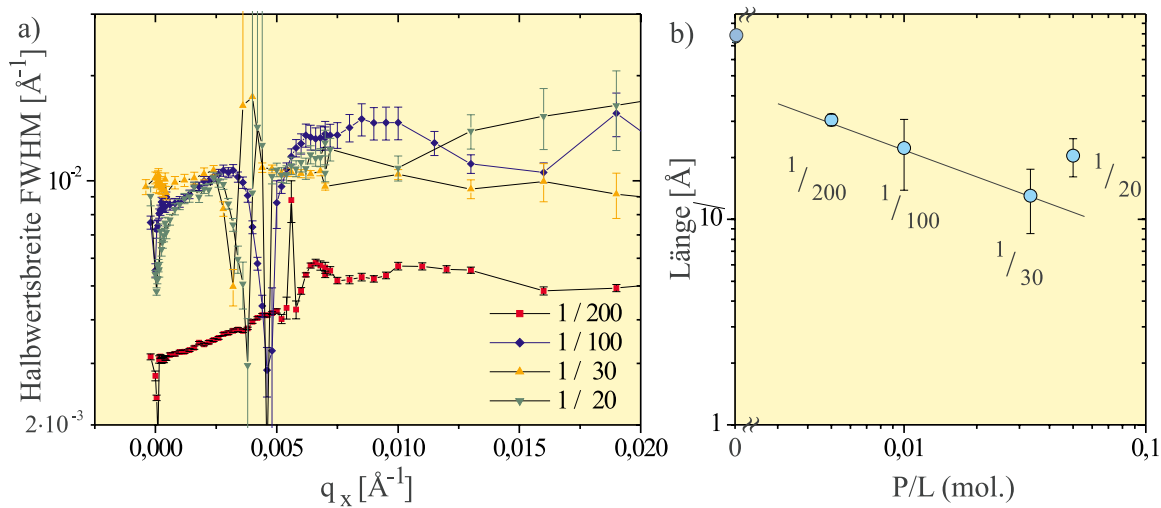 a)
Halbwertsbreite FWHM [Å⁻¹]
10⁻²
2·10⁻³
0,000
0,005
0,010
0,015
0,020
qₓ [Å⁻¹]
1 / 200
1 / 100
1 / 30
1 / 20
b)
Länge [Å]
10
1
0
0,01
0,1
P/L (mol.)
1 / 200
1 / 100
1 / 30
1 / 20